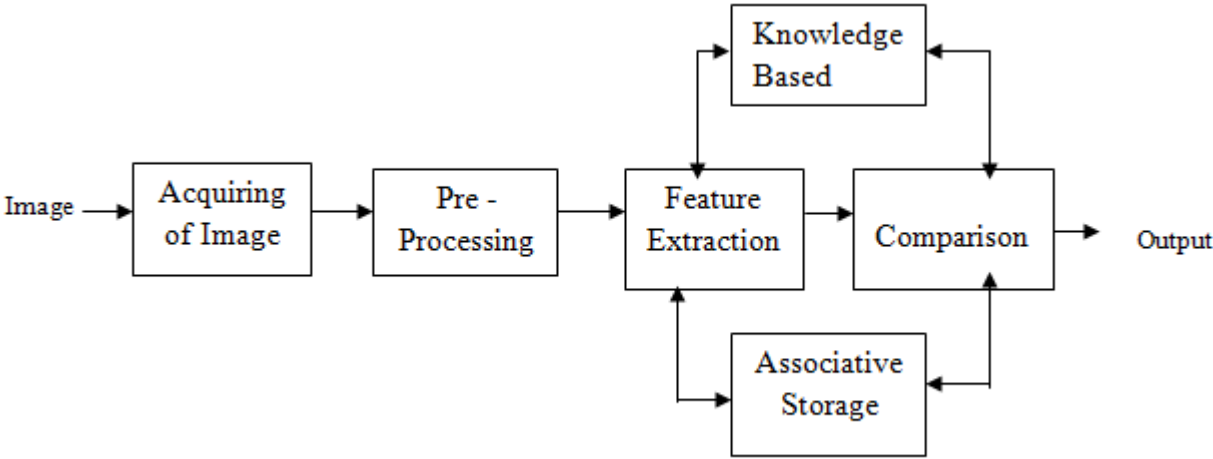 Knowledge
Based
Image
Acquiring
of Image
Pre -
Processing
Feature
Extraction
Comparison
Output
Associative
Storage